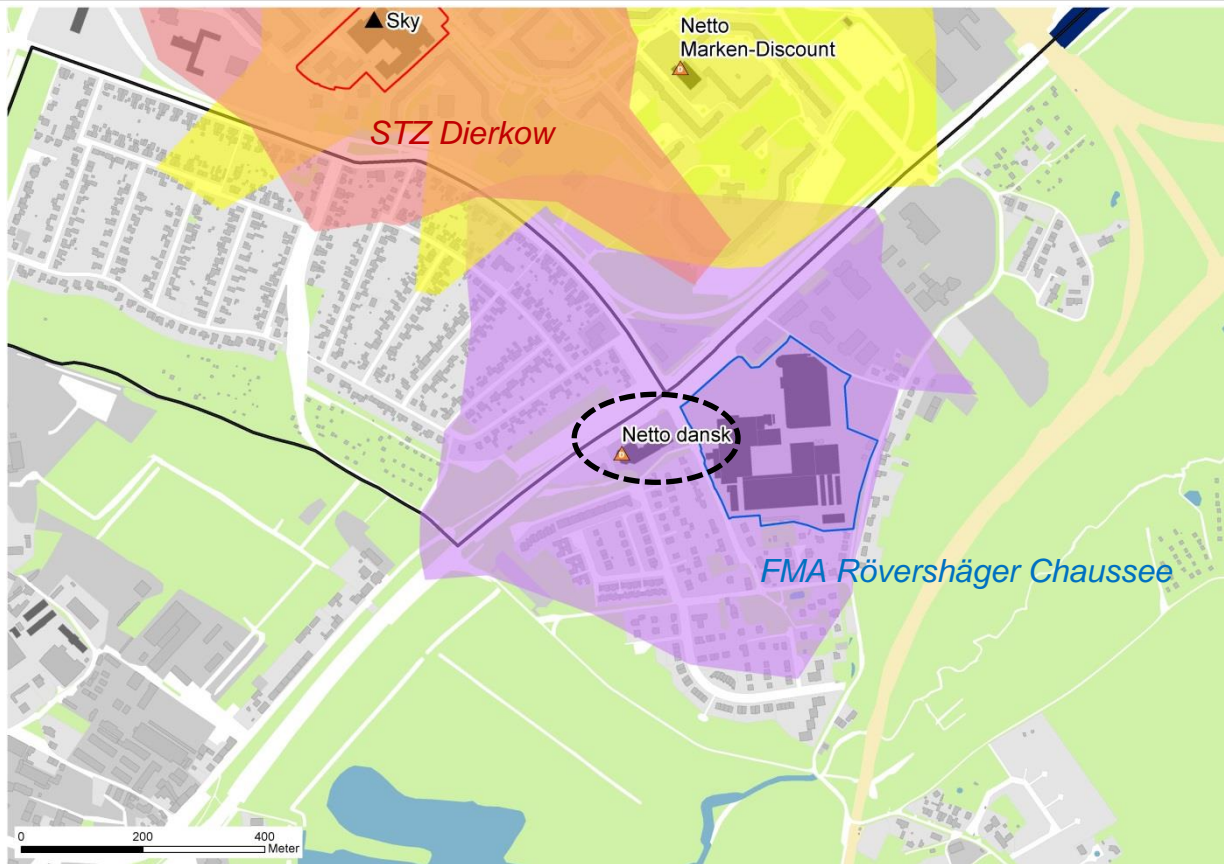 Sky
Netto
Marken-Discount
STZ Dierkow
Netto dansk
FMA Rövershäger Chaussee
0 200 400
Meter